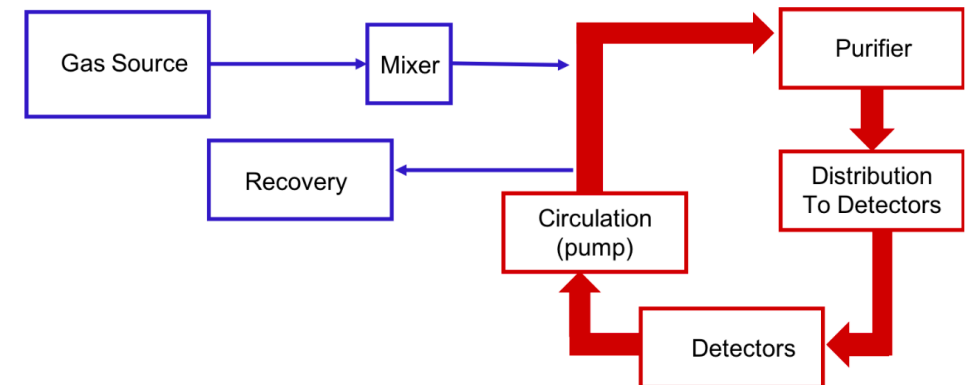 Gas Source
Mixer
Purifier
Recovery
Distribution
To Detectors
Circulation
(pump)
Detectors